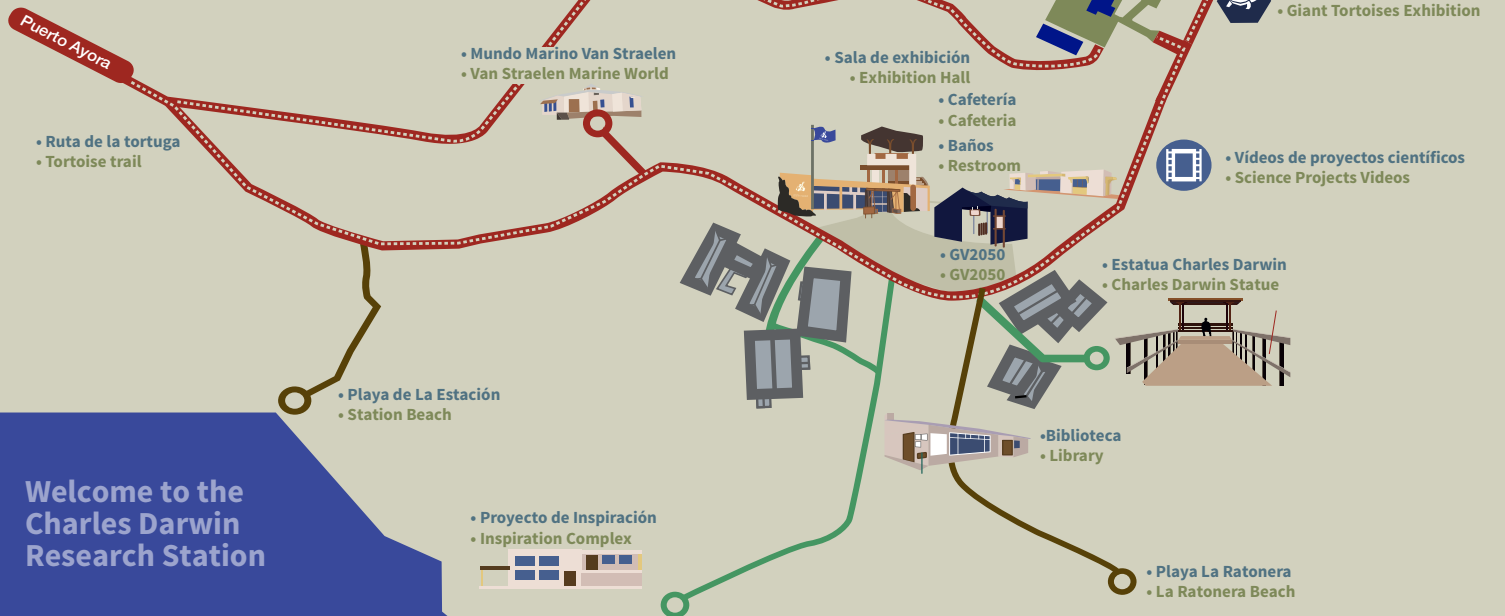 Puerto Ayora
• Giant Tortoises Exhibition
• Mundo Marino Van Straelen
• Van Straelen Marine World
• Sala de exhibición
• Exhibition Hall
• Cafetería
• Cafeteria
• Baños
• Restroom
• Ruta de la tortuga
• Tortoise trail
• Vídeos de proyectos científicos
• Science Projects Videos
• GV2050
• GV2050
• Estatua Charles Darwin
• Charles Darwin Statue
• Playa de La Estación
• Station Beach
•Biblioteca
• Library
Welcome to the
Charles Darwin
Research Station
• Proyecto de Inspiración
• Inspiration Complex
• Playa La Ratonera
• La Ratonera Beach